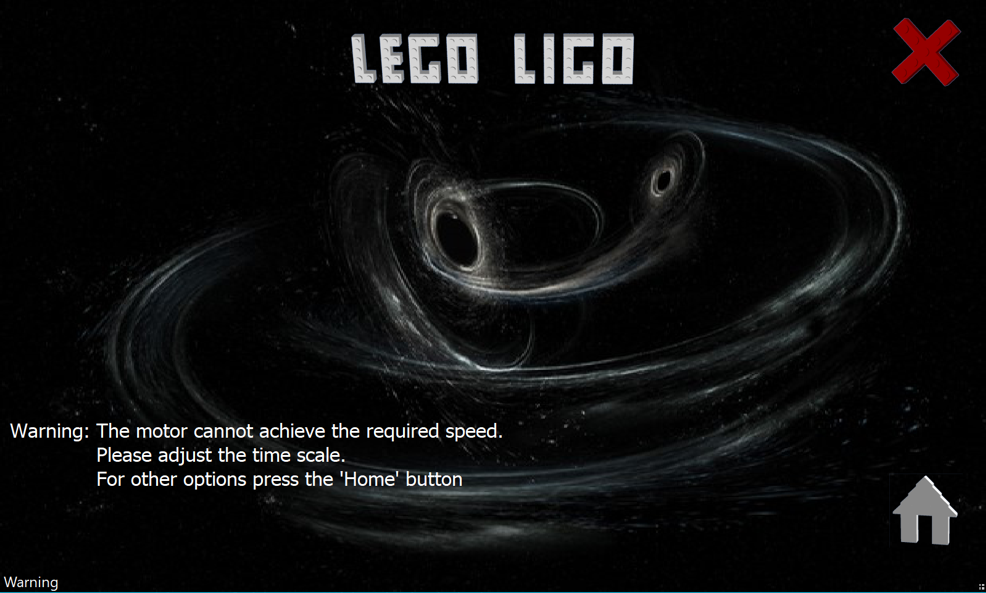 LEGO LIGO
Warning: The motor cannot achieve the required speed.
Please adjust the time scale.
For other options press the 'Home' button
Warning